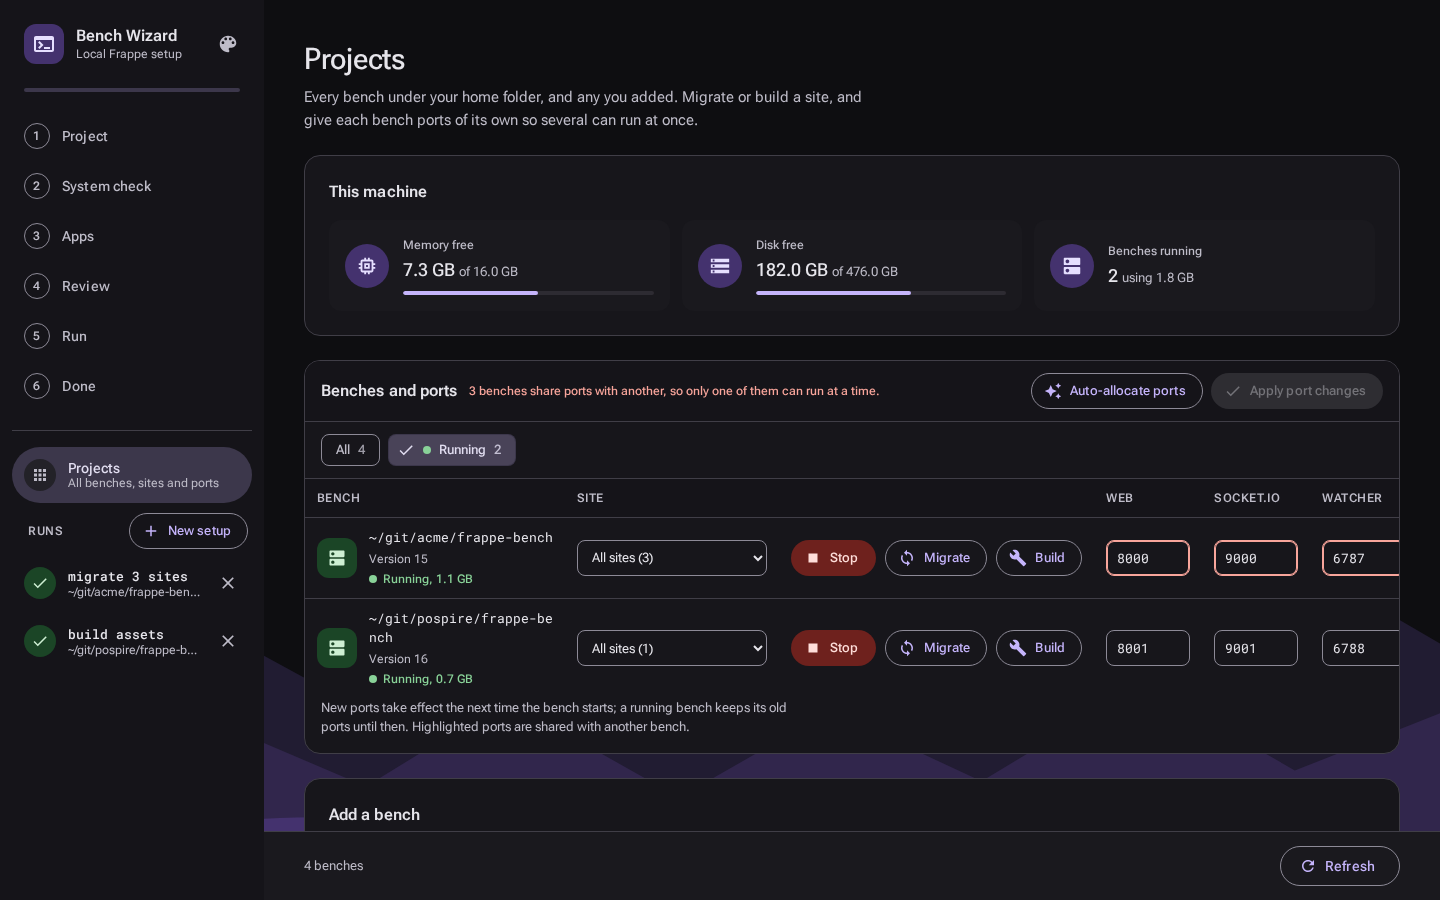 Bench Wizard
Local Frappe setup
1 Project
2 System check
3 Apps
4 Review
5 Run
6 Done
Projects
All benches, sites and ports
RUNS
New setup
migrate 3 sites
~/git/acme/frappe-ben...
build assets
~/git/pospire/frappe-b...
Projects
Every bench under your home folder, and any you added. Migrate or build a site, and
give each bench ports of its own so several can run at once.
This machine
Memory free
7.3 GB of 16.0 GB
Disk free
182.0 GB of 476.0 GB
Benches running
2 using 1.8 GB
Benches and ports 3 benches share ports with another, so only one of them can run at a time.
Auto-allocate ports
Apply port changes
All 4
Running 2
BENCH SITE WEB SOCKET.IO WATCHER
~/git/acme/frappe-bench
Version 15
Running, 1.1 GB
All sites (3)
Stop
Migrate
Build
8000
9000
6787
~/git/pospire/frappe-be
nch
Version 16
Running, 0.7 GB
All sites (1)
Stop
Migrate
Build
8001
9001
6788
New ports take effect the next time the bench starts; a running bench keeps its old
ports until then. Highlighted ports are shared with another bench.
Add a bench
4 benches
Refresh